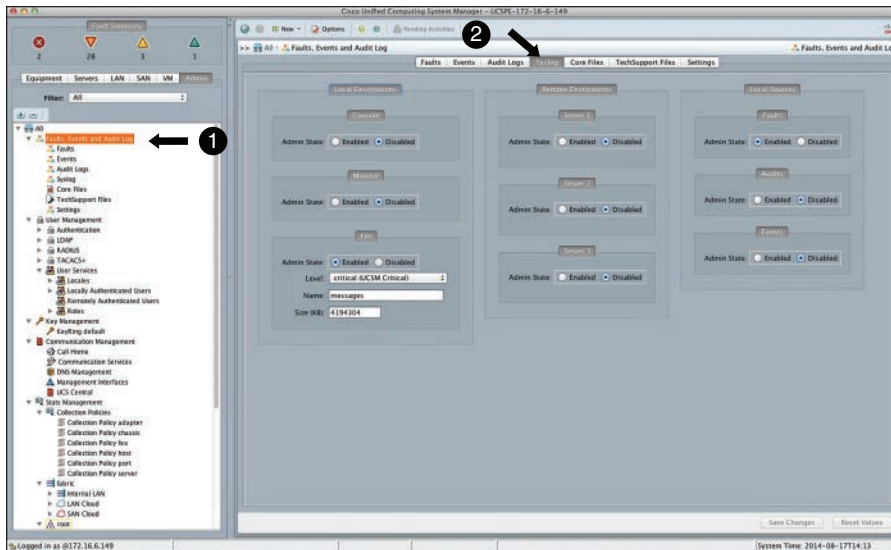 Cisco Unified Computing System Manager - UCSPE-172-16-6-149
Fault Summary
2 28 3 1
Equipment Servers LAN SAN VM Admin
Filter: All
All
Faults, Events and Audit Log
Faults
Events
Audit Logs
Syslog
Core Files
TechSupport Files
Settings
User Management
Authentication
LDAP
RADIUS
TACACS+
User Services
Locales
Locally Authenticated Users
Remotely Authenticated Users
Roles
Key Management
KeyRing default
Communication Management
Call Home
Communication Services
DNS Management
Management Interfaces
UCS Central
Stats Management
Collection Policies
Collection Policy adapter
Collection Policy chassis
Collection Policy fex
Collection Policy host
Collection Policy port
Collection Policy server
fabric
Internal LAN
LAN Cloud
SAN Cloud
root
1
New Options Pending Activities
2
>> All Faults, Events and Audit Log
Faults, Events and Audit Log
Faults Events Audit Logs Syslog Core Files TechSupport Files Settings
Local Destinations
Console
Admin State: Enabled Disabled
Monitor
Admin State: Enabled Disabled
File
Admin State: Enabled Disabled
Level: critical (UCSM Critical)
Name: messages
Size (KB): 4194304
Remote Destinations
Server 1
Admin State: Enabled Disabled
Server 2
Admin State: Enabled Disabled
Server 3
Admin State: Enabled Disabled
Local Sources
Faults
Admin State: Enabled Disabled
Audits
Admin State: Enabled Disabled
Events
Admin State: Enabled Disabled
Save Changes Reset Values
Logged in as @172.16.6.149
System Time: 2014-08-17T14:13